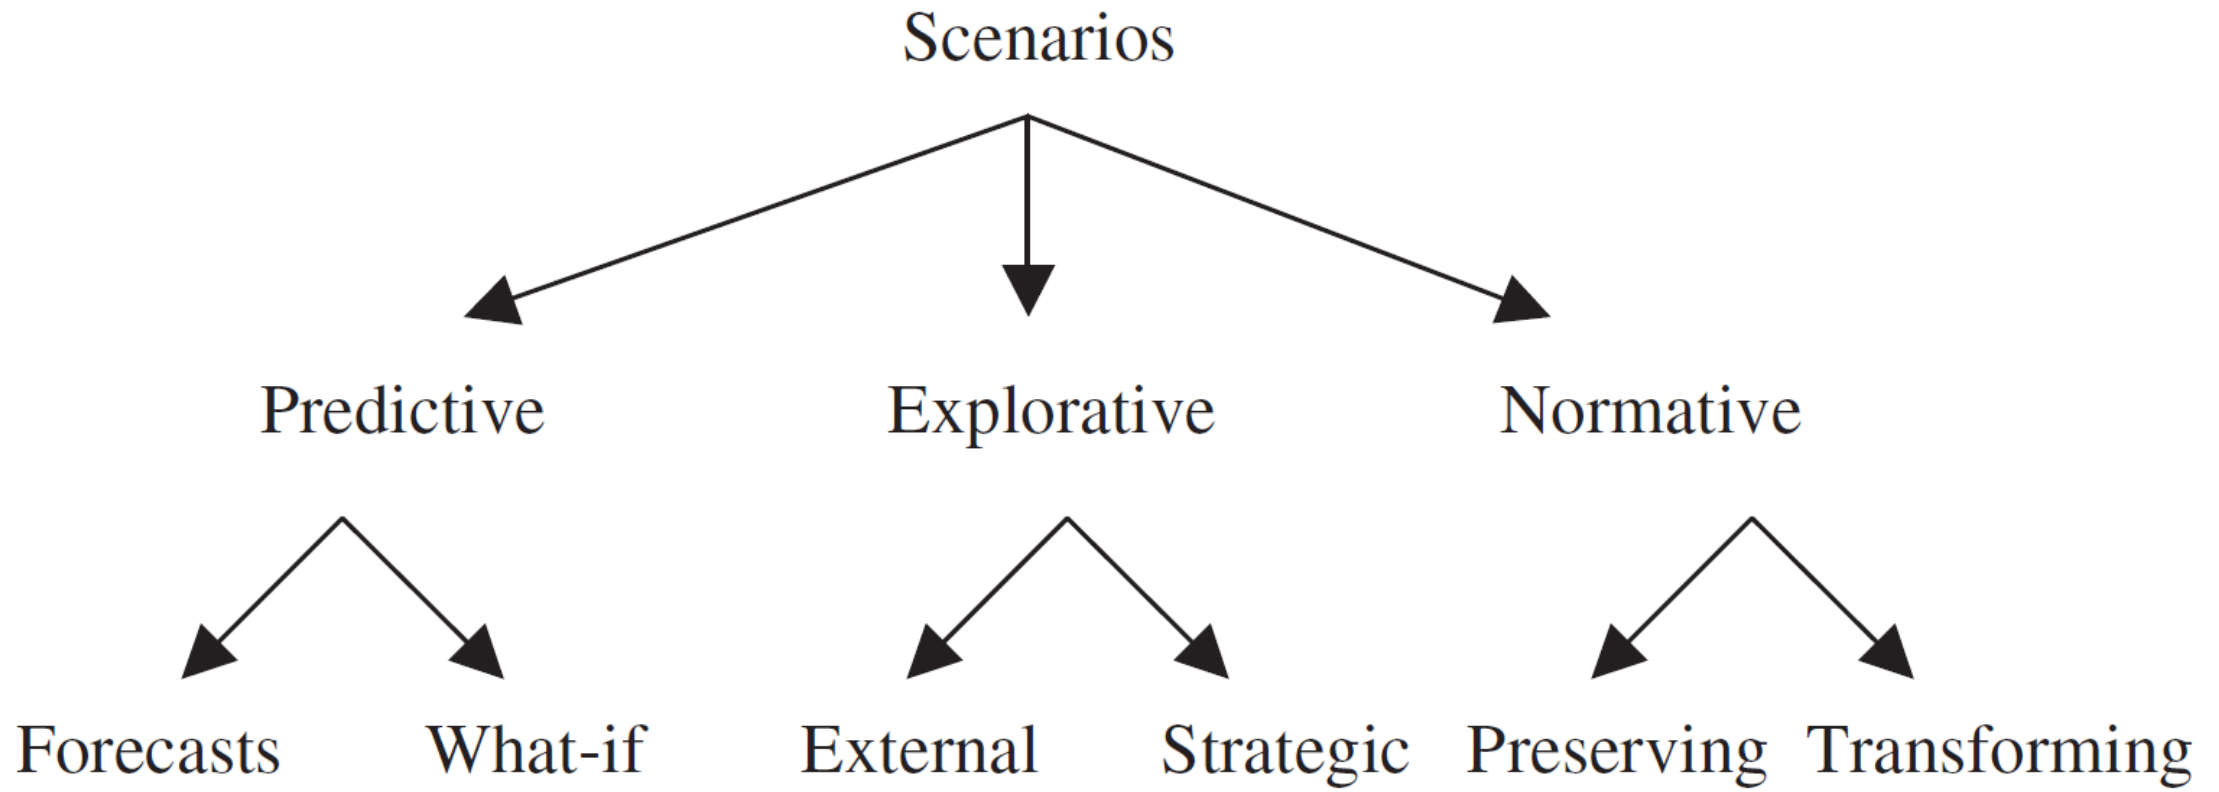 Scenarios
Predictive Explorative Normative
Forecasts What-if External Strategic Preserving Transforming